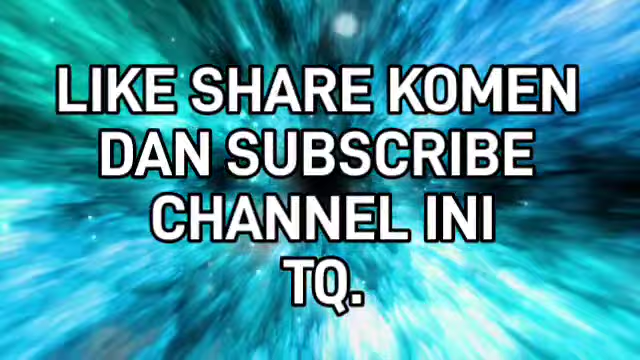 LIKE SHARE KOMEN
DAN SUBSCRIBE
CHANNEL INI
TQ.